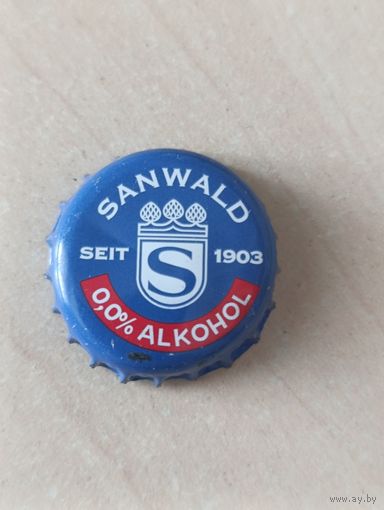 SANWALD
SEIT 1903
S
0,0% ALKOHOL
www.ay.by